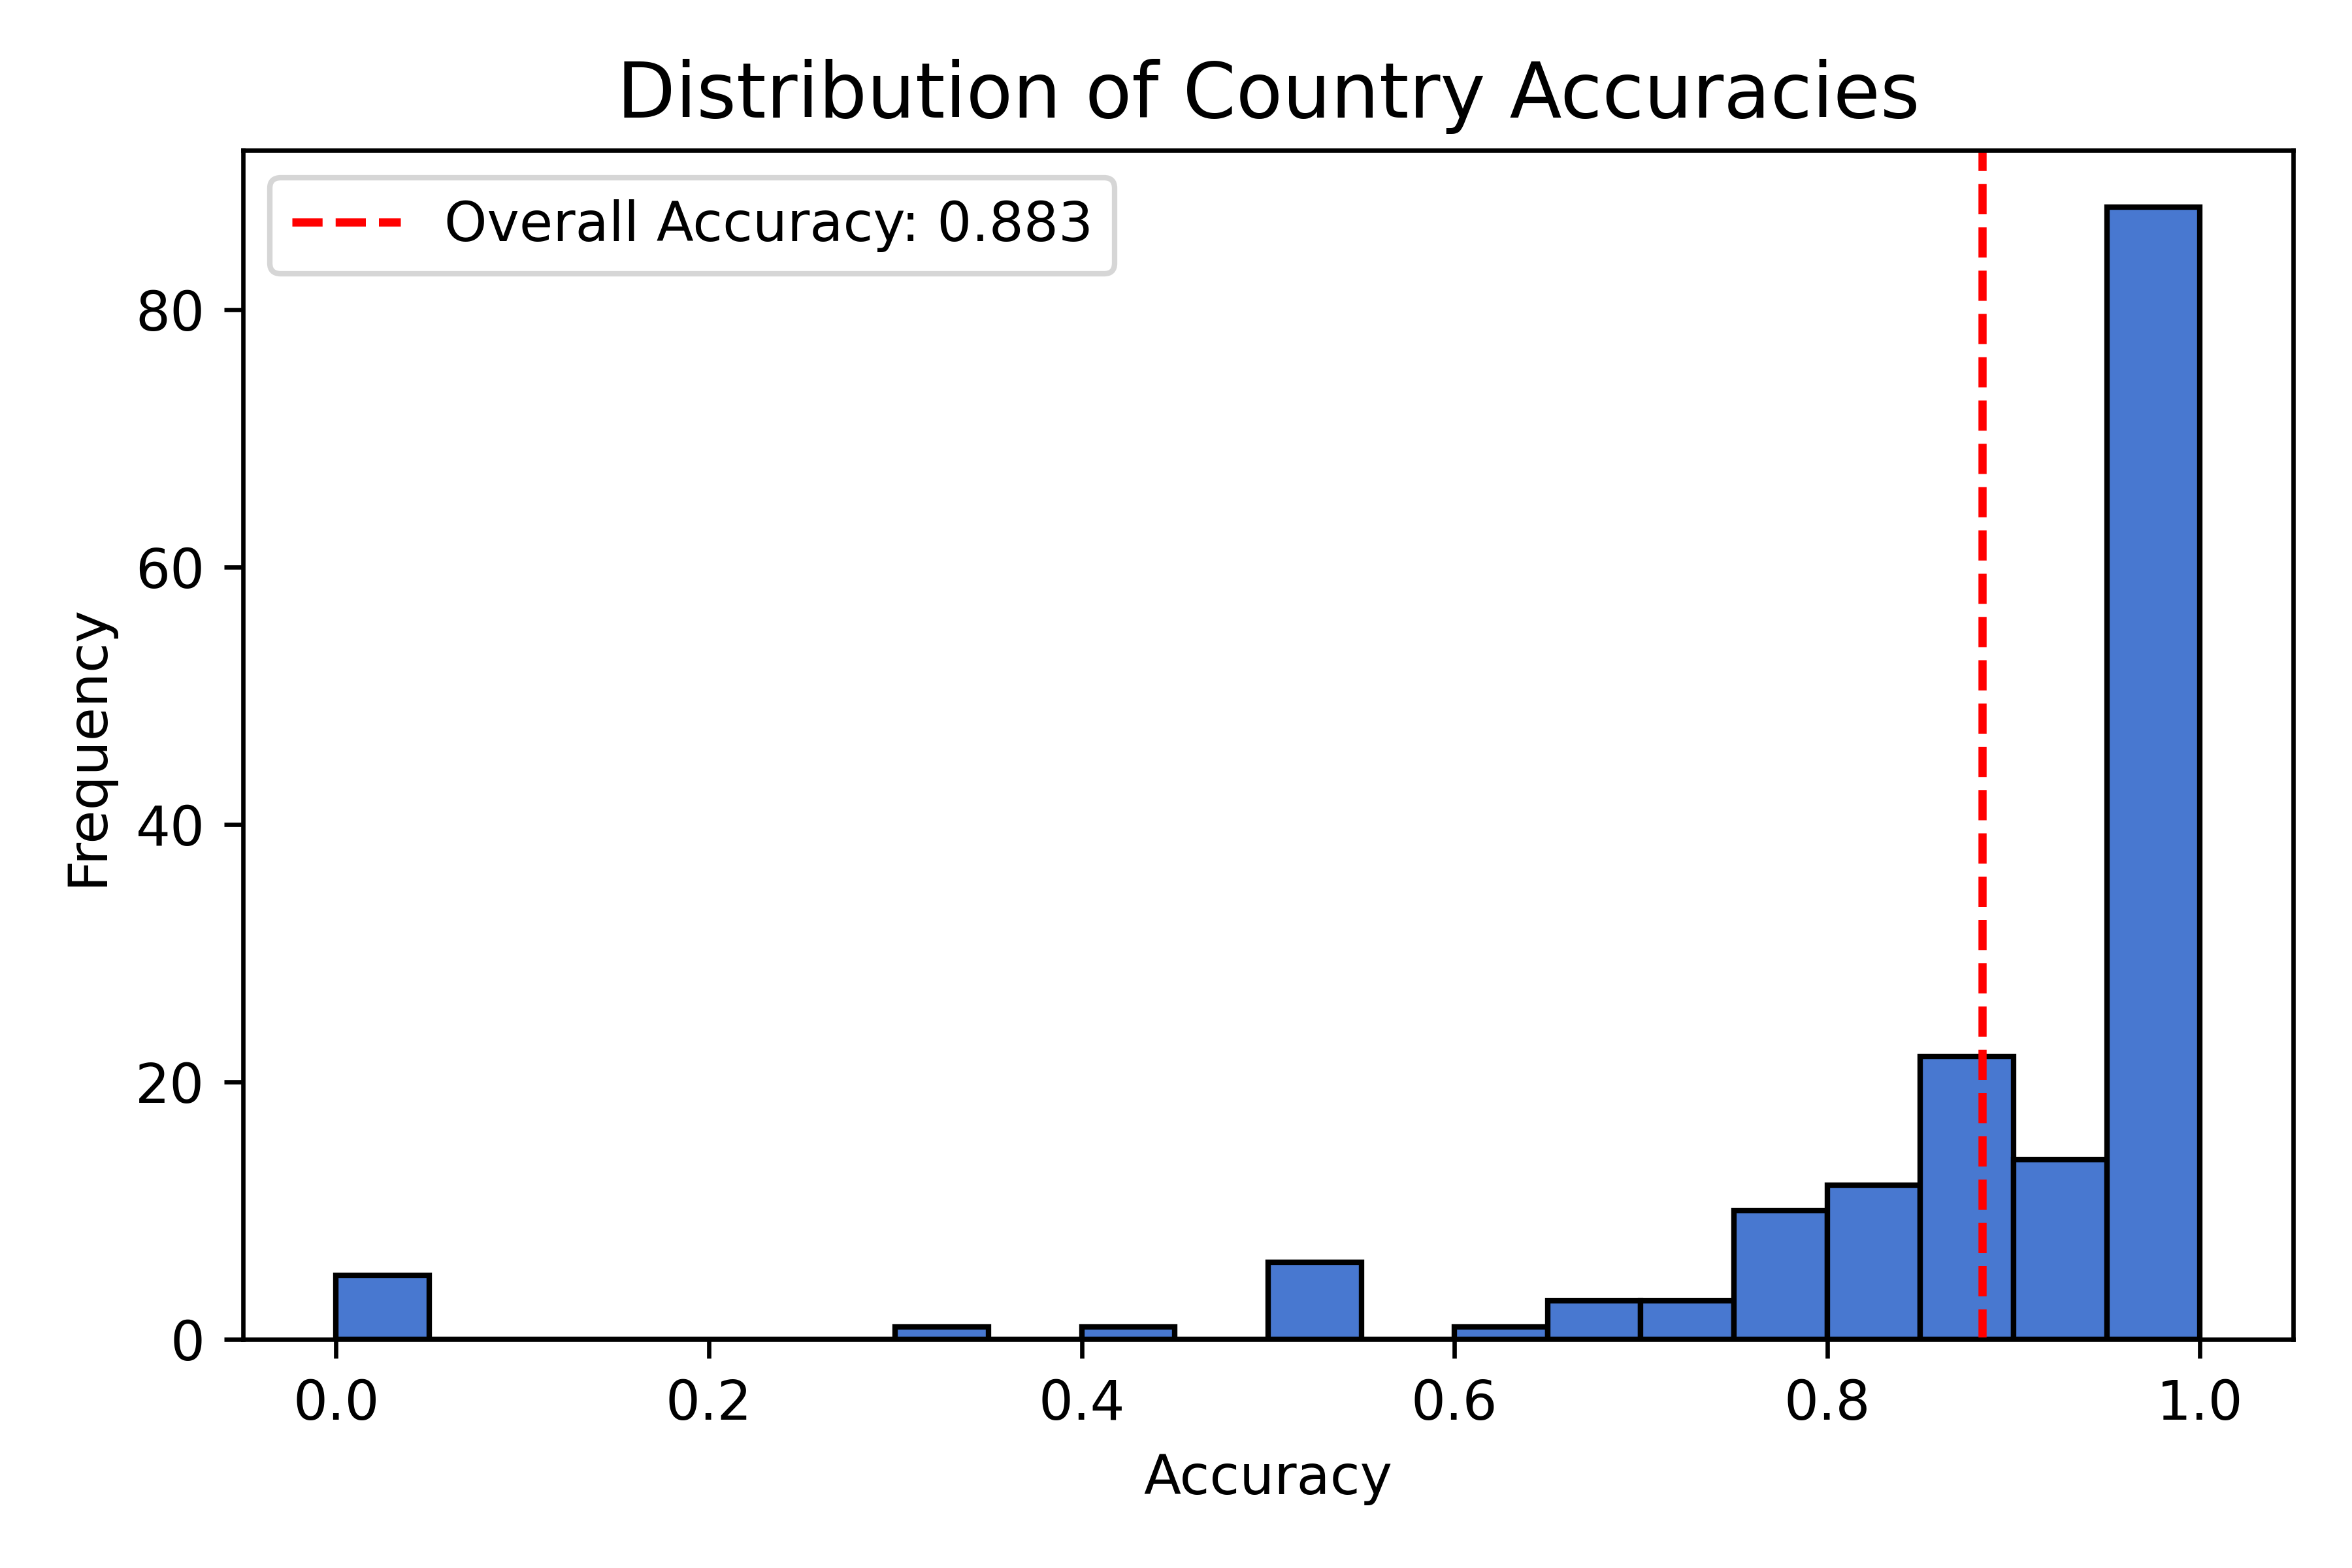 Distribution of Country Accuracies
Overall Accuracy: 0.883
80
60
40
20
0
Frequency
0.0 0.2 0.4 0.6 0.8 1.0
Accuracy